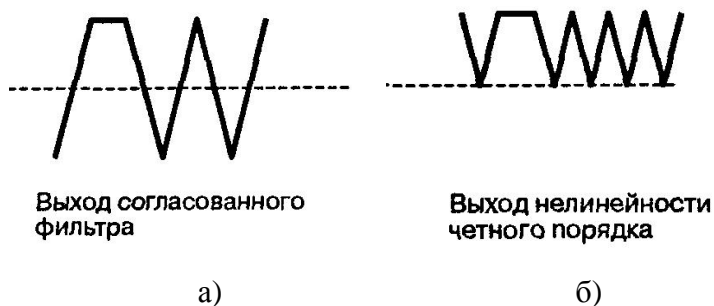 Выход согласованного
фильтра
Выход нелинейности
четного порядка
а)
б)